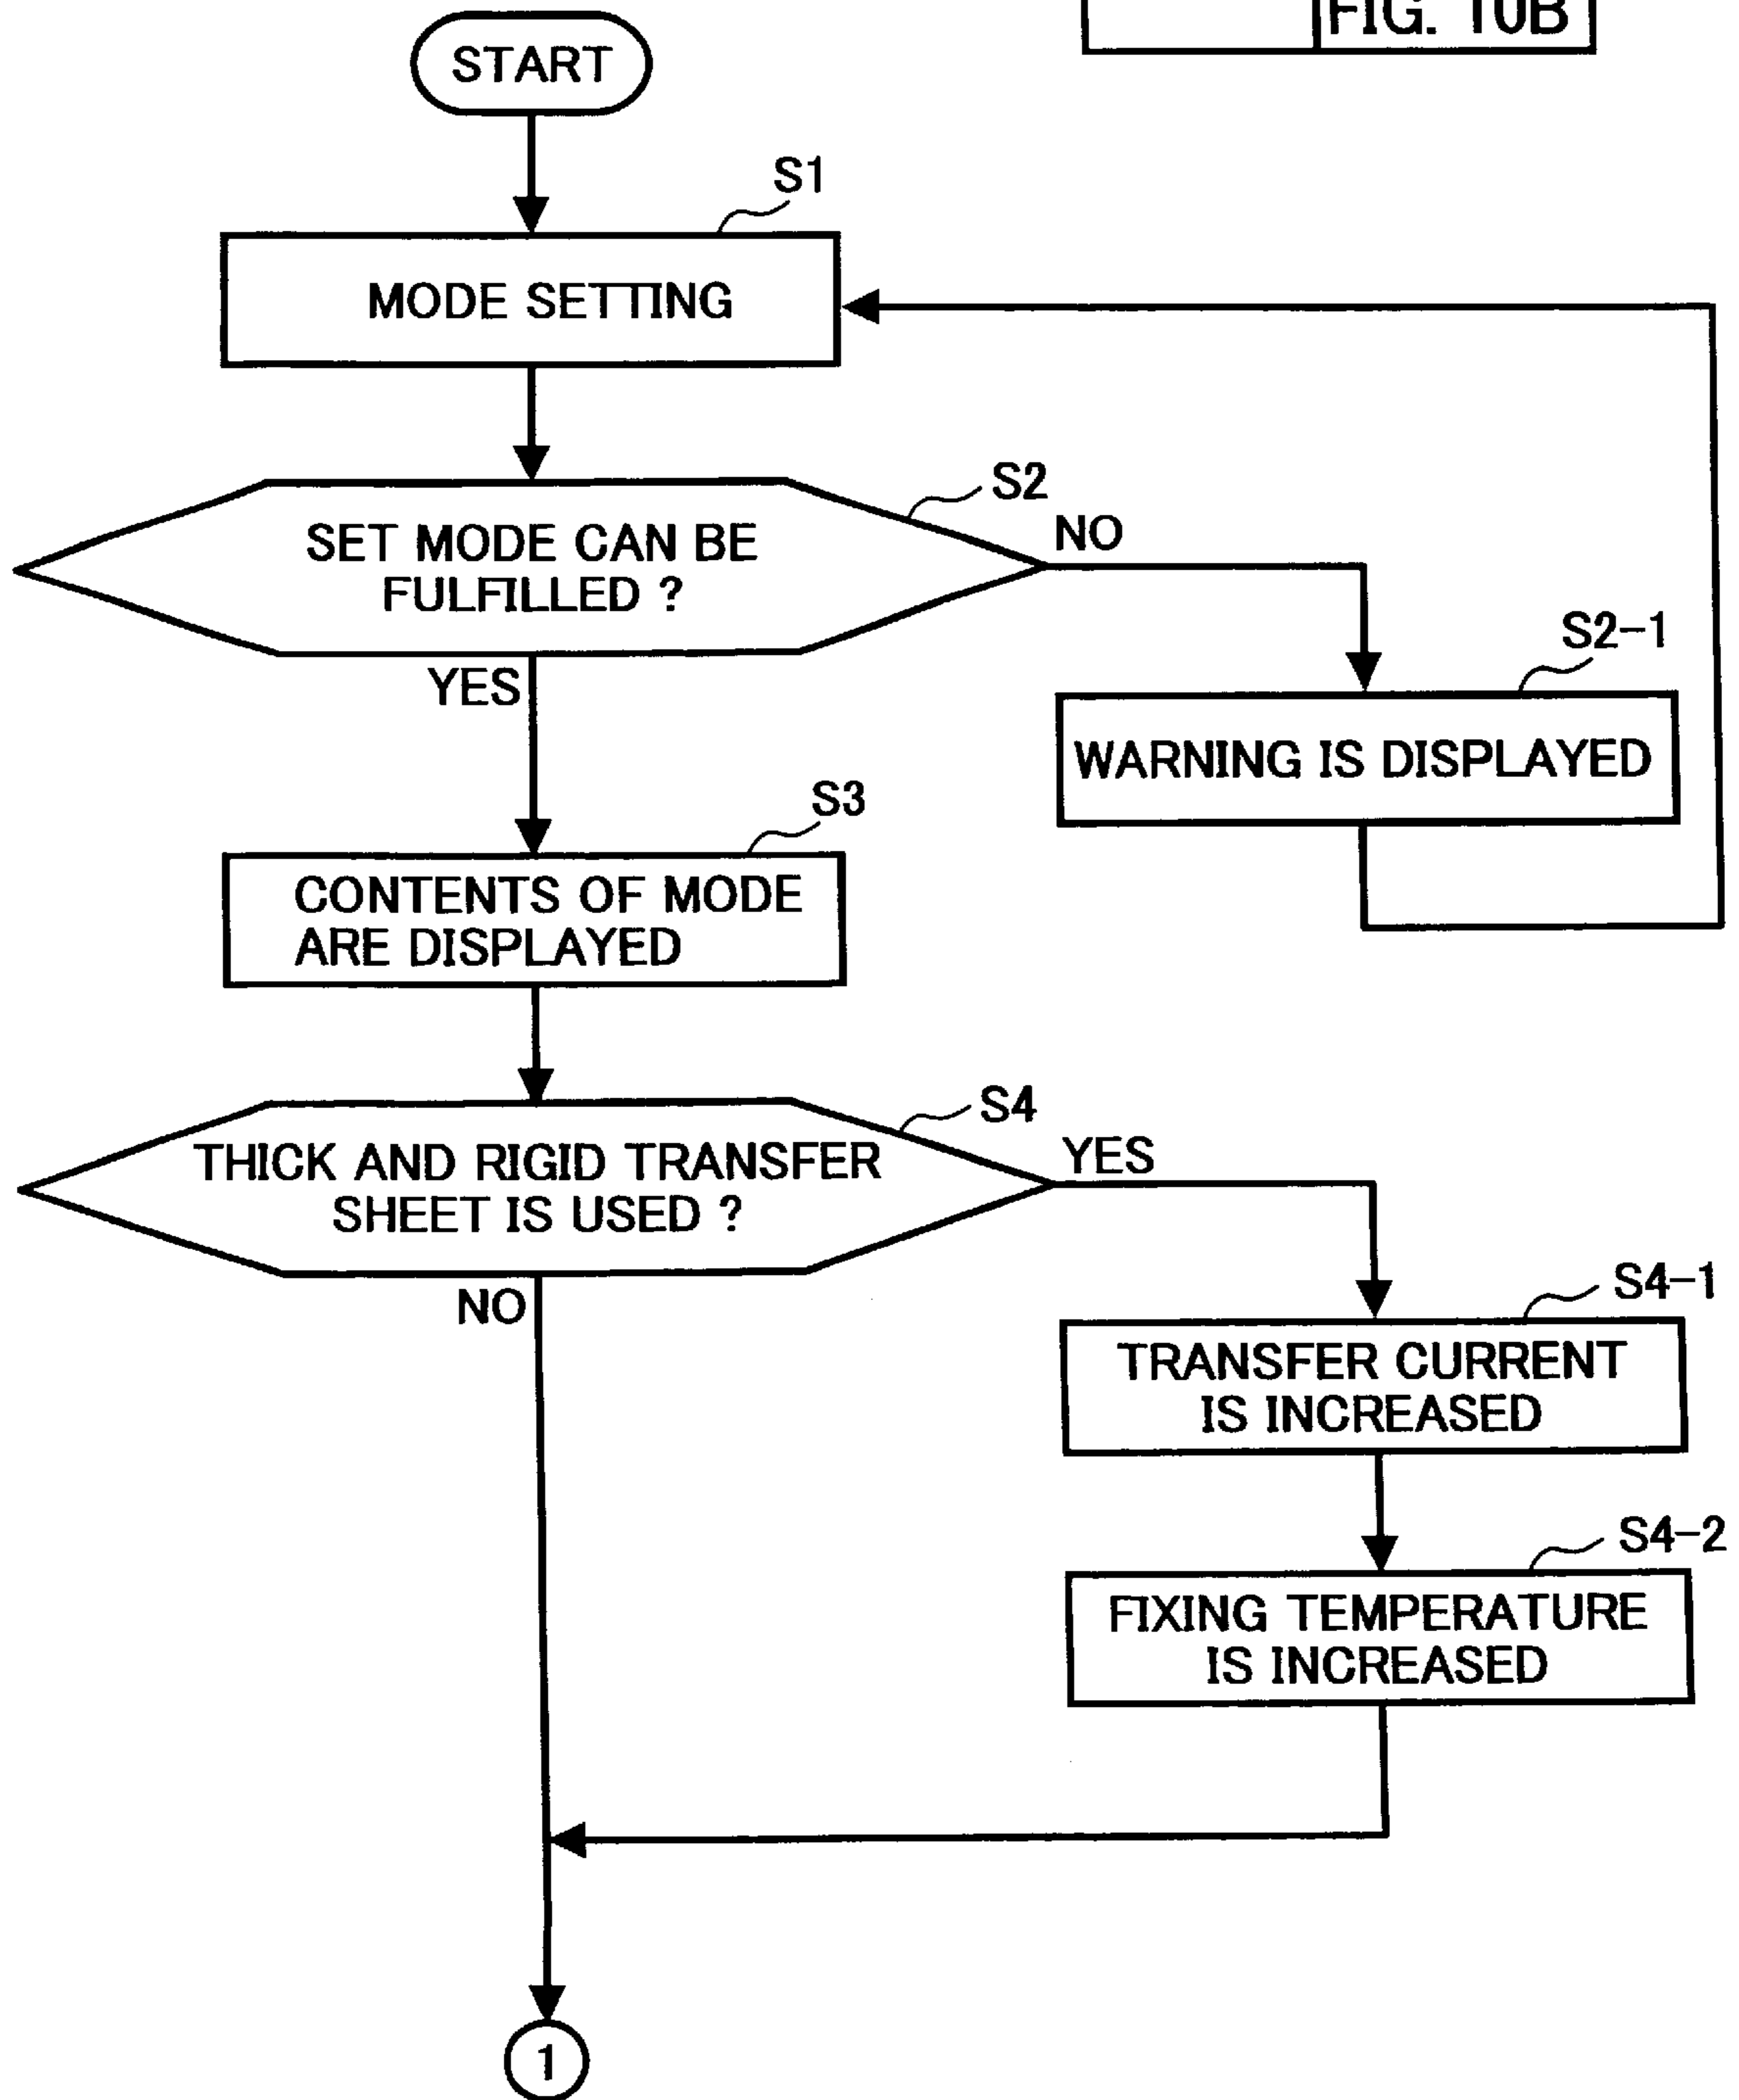 FIG. 10B
START
S1
MODE SETTING
S2
SET MODE CAN BE
FULFILLED ?
NO
YES
S2-1
WARNING IS DISPLAYED
S3
CONTENTS OF MODE
ARE DISPLAYED
S4
THICK AND RIGID TRANSFER
SHEET IS USED ?
YES
NO
S4-1
TRANSFER CURRENT
IS INCREASED
S4-2
FIXING TEMPERATURE
IS INCREASED
1